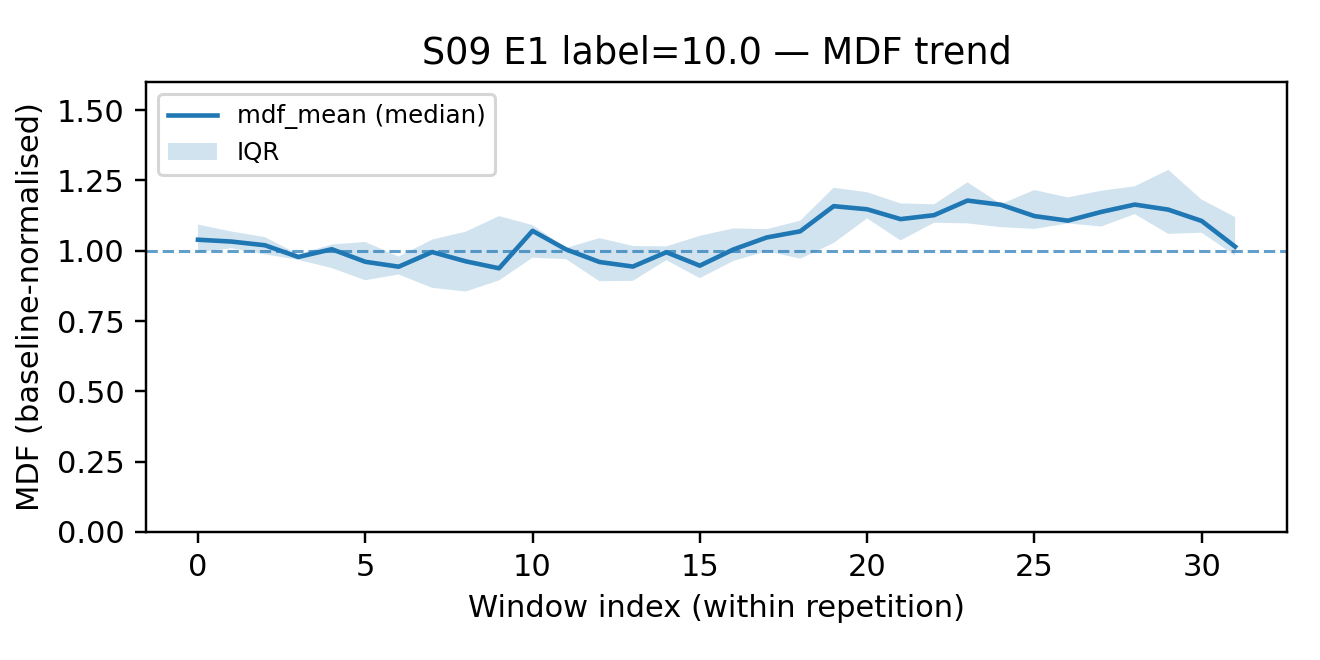 S09 E1 label=10.0 — MDF trend
mdf_mean (median)
IQR
MDF (baseline-normalised)
1.50
1.25
1.00
0.75
0.50
0.25
0.00
0 5 10 15 20 25 30
Window index (within repetition)